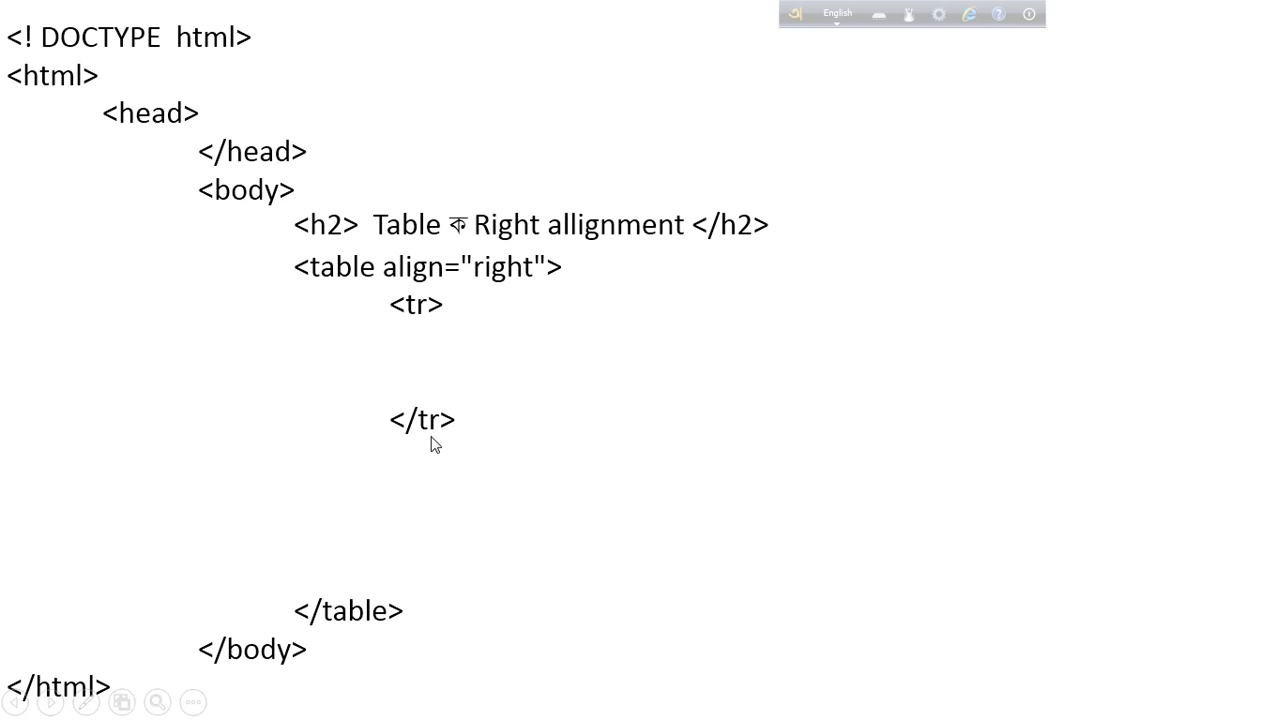 English
<! DOCTYPE  html>
<html>
<head>
</head>
<body>
<h2>  Table ক Right allignment </h2>
<table align="right">
<tr>
</tr>
</table>
</body>
</html>